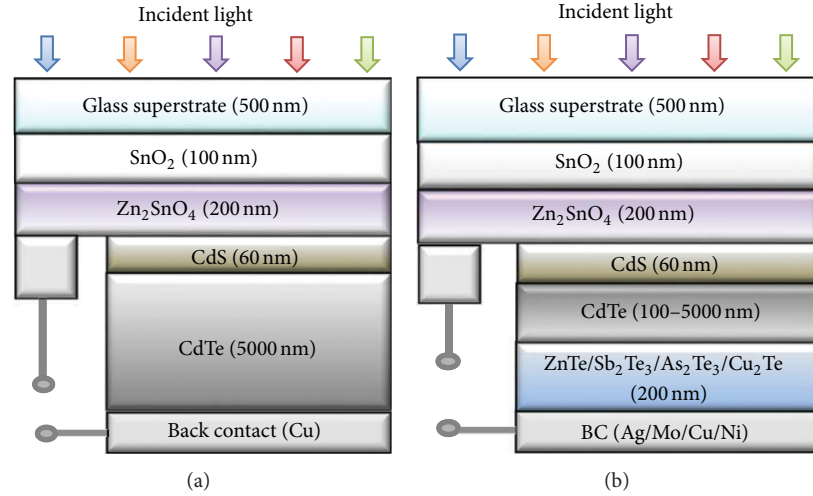 Incident light
Glass superstrate (500 nm)
SnO₂ (100 nm)
Zn₂SnO₄ (200 nm)
CdS (60 nm)
CdTe (5000 nm)
Back contact (Cu)
(a)
Incident light
Glass superstrate (500 nm)
SnO₂ (100 nm)
Zn₂SnO₄ (200 nm)
CdS (60 nm)
CdTe (100–5000 nm)
ZnTe/Sb₂Te₃/As₂Te₃/Cu₂Te
(200 nm)
BC (Ag/Mo/Cu/Ni)
(b)